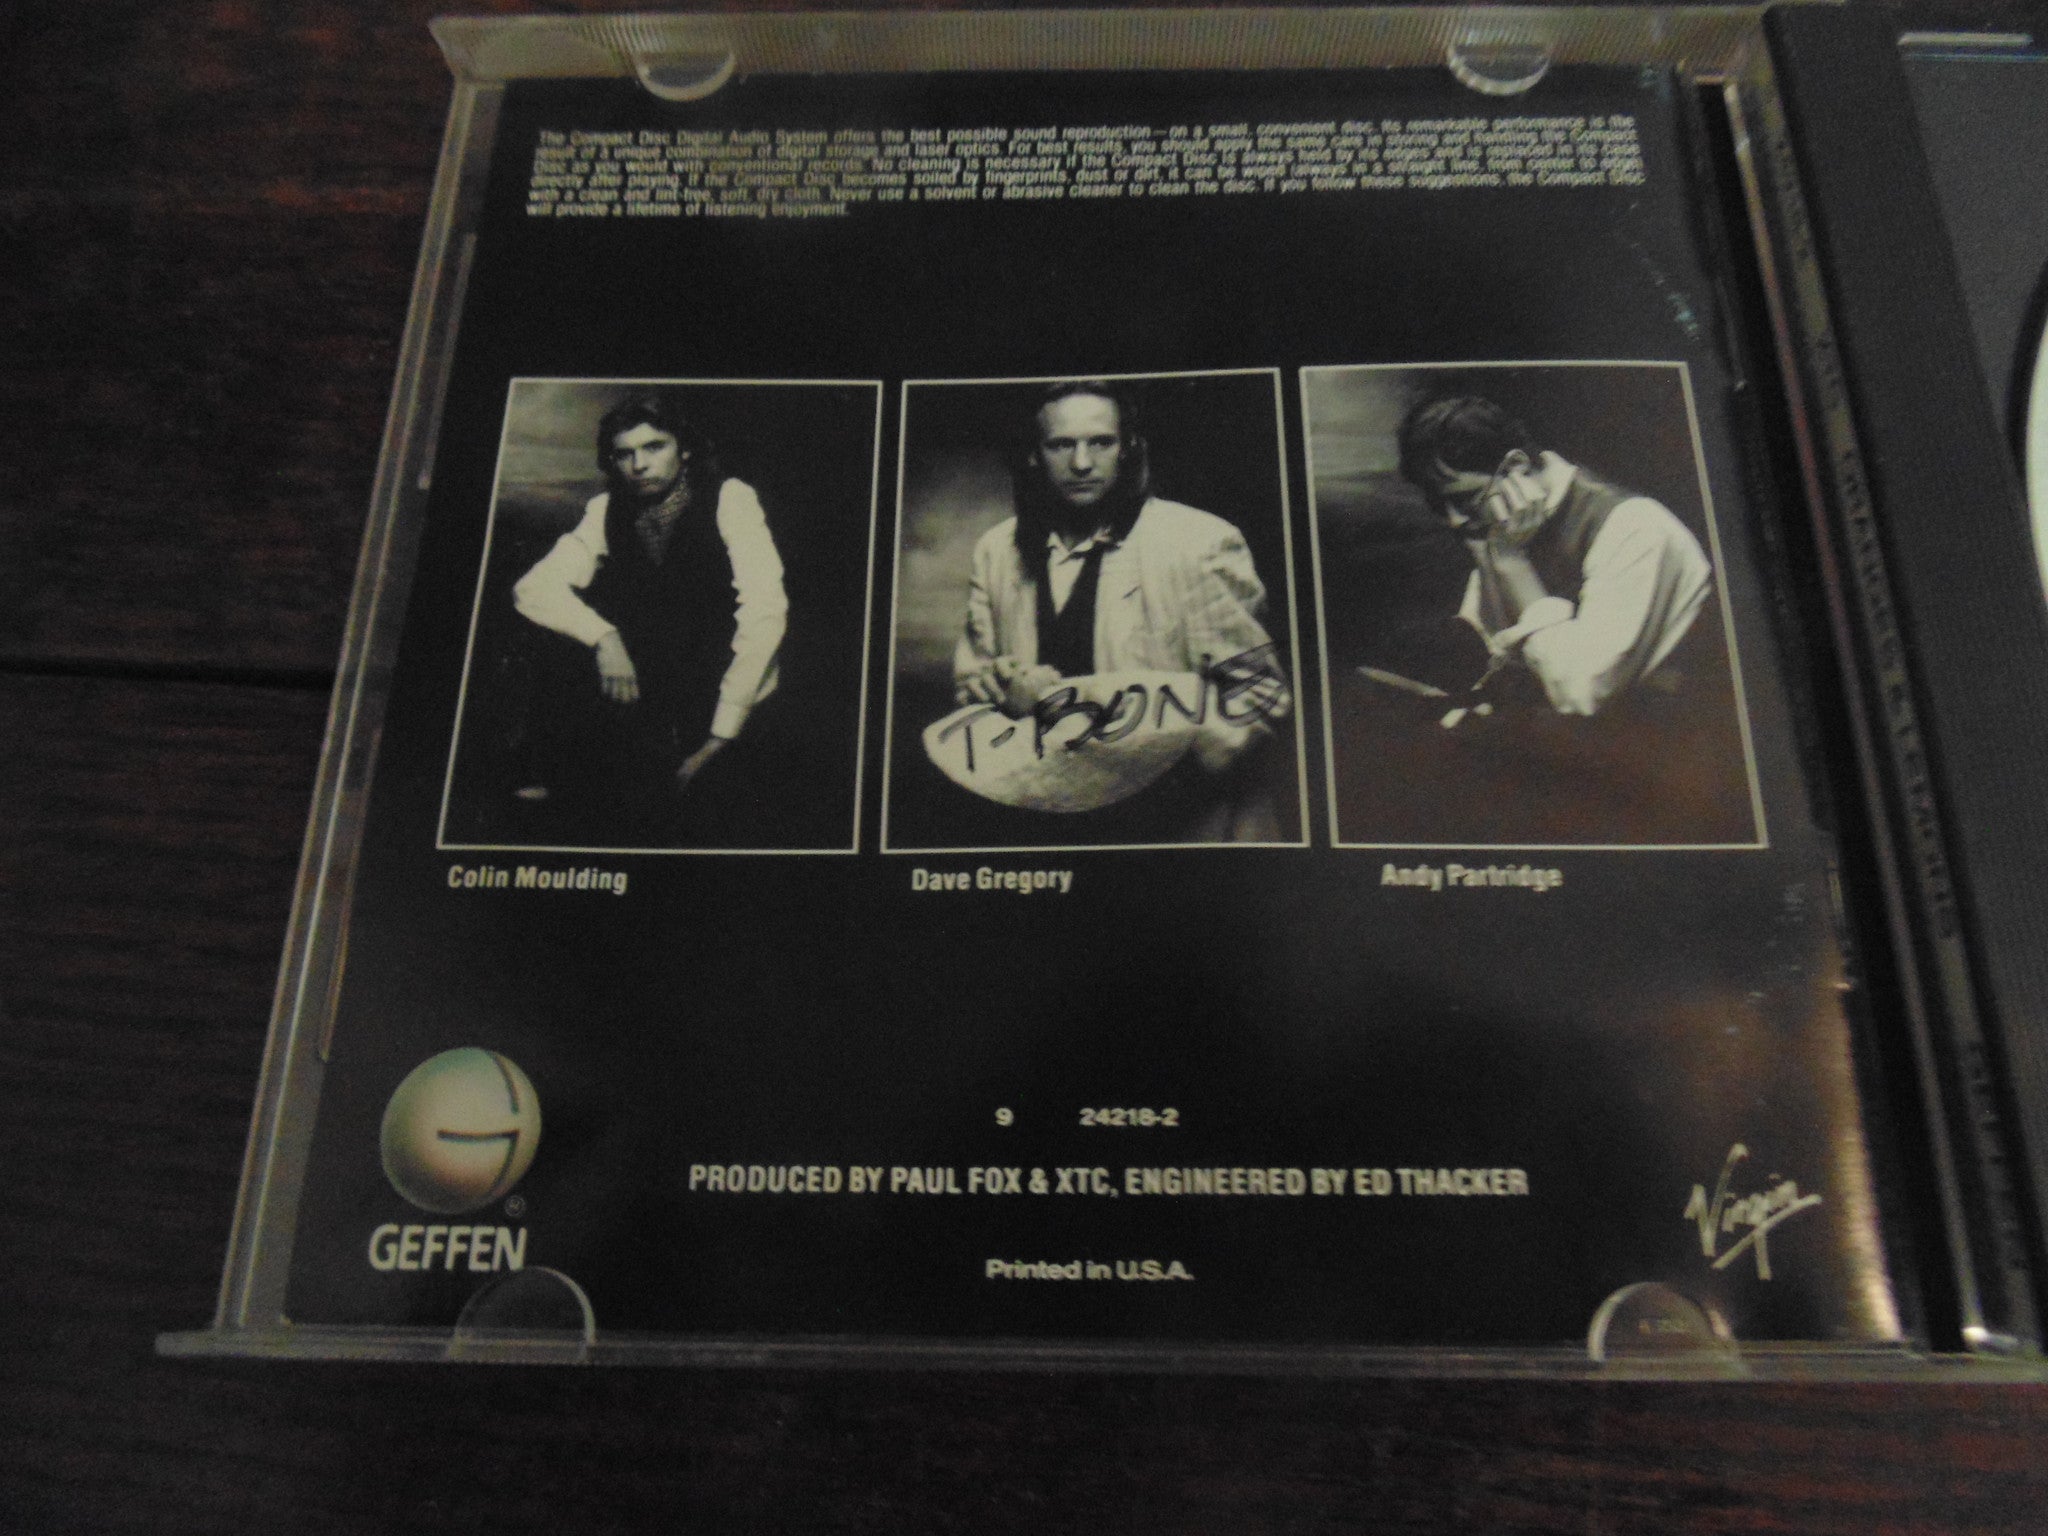 The Compact Disc Digital Audio System offers the best possible sound reproduction—on a small, convenient disc. Its remarkable performance is the
result of a unique combination of digital storage and laser optics. For best results, you should apply the same care in storing and handling the Compact
Disc as you would with conventional records. No cleaning is necessary if the Compact Disc is always held by its edges and is replaced in its case
directly after playing. If the Compact Disc becomes soiled by fingerprints, dust or dirt, it can be wiped (always in a straight line, from center to edge)
with a clean and lint-free, soft, dry cloth. Never use a solvent or abrasive cleaner to clean the disc. If you follow these suggestions, the Compact Disc
will provide a lifetime of listening enjoyment.
T-BONE
Colin Moulding
Dave Gregory
Andy Partridge
9 24218-2
PRODUCED BY PAUL FOX & XTC, ENGINEERED BY ED THACKER
G ®
GEFFEN
Virgin
Printed in U.S.A.